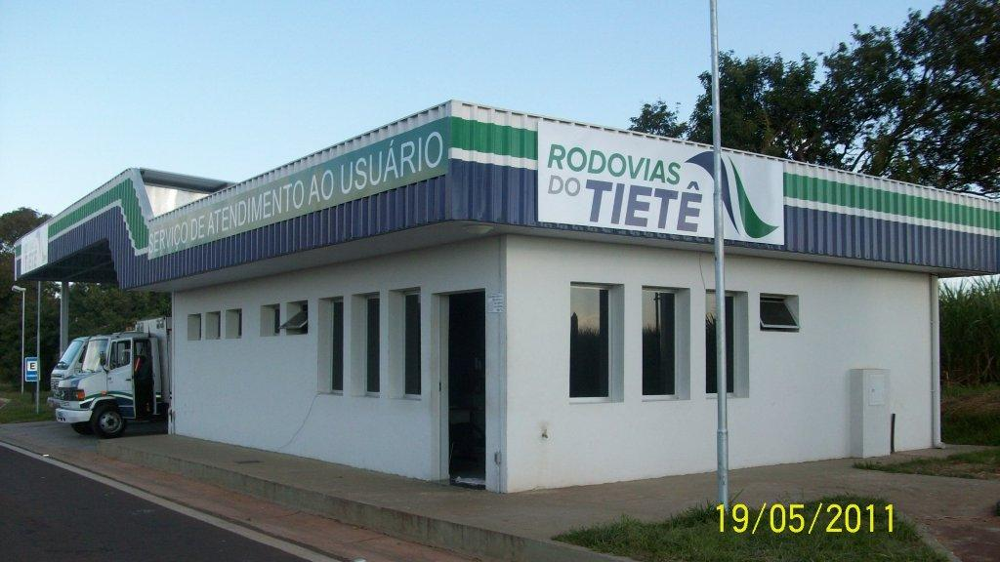 SERVIÇO DE ATENDIMENTO AO USUÁRIO
RODOVIAS
DO TIETÊ
E
19/05/2011